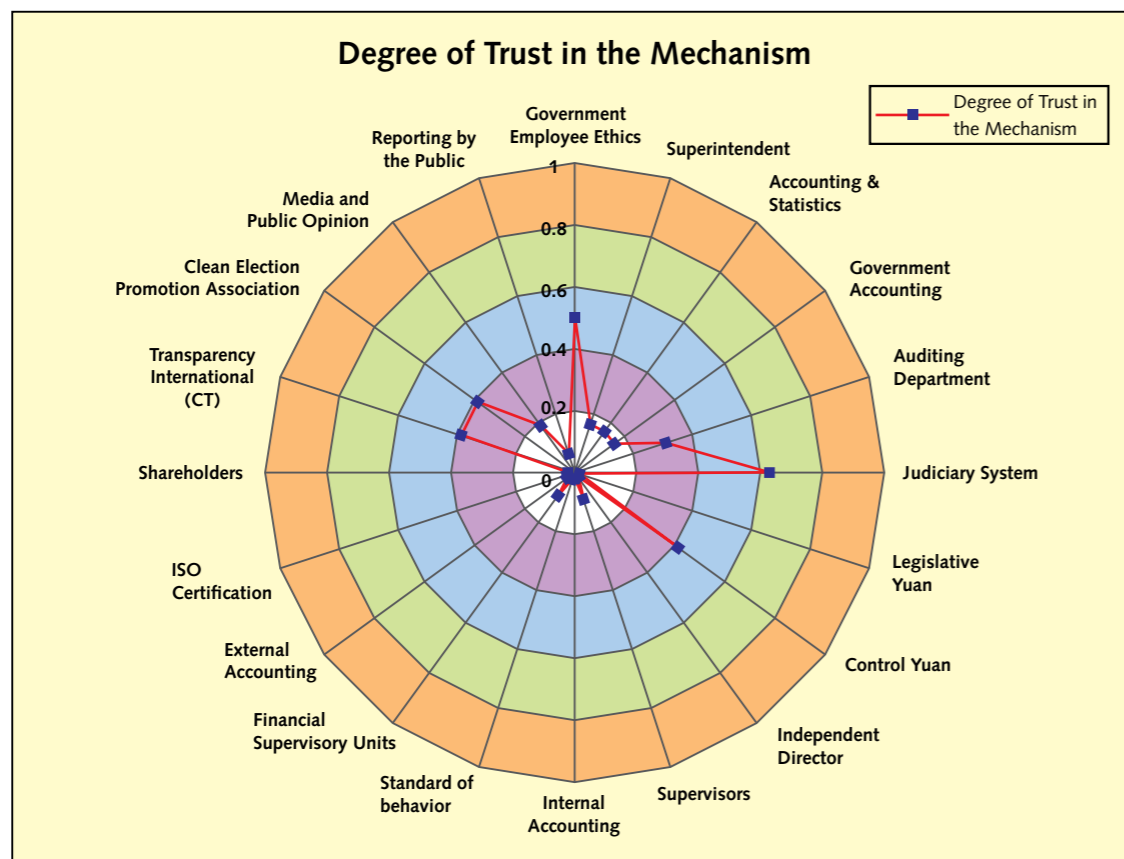 Degree of Trust in the Mechanism
Degree of Trust in
the Mechanism
Government
Employee Ethics
Superintendent
Accounting &
Statistics
Government
Accounting
Auditing
Department
Judiciary System
Legislative
Yuan
Control Yuan
Independent
Director
Supervisors
Internal
Accounting
Standard of
behavior
Financial
Supervisory Units
External
Accounting
ISO
Certification
Shareholders
Transparency
International
(CT)
Clean Election
Promotion Association
Media and
Public Opinion
Reporting by
the Public
1
0.8
0.6
0.4
0.2
0